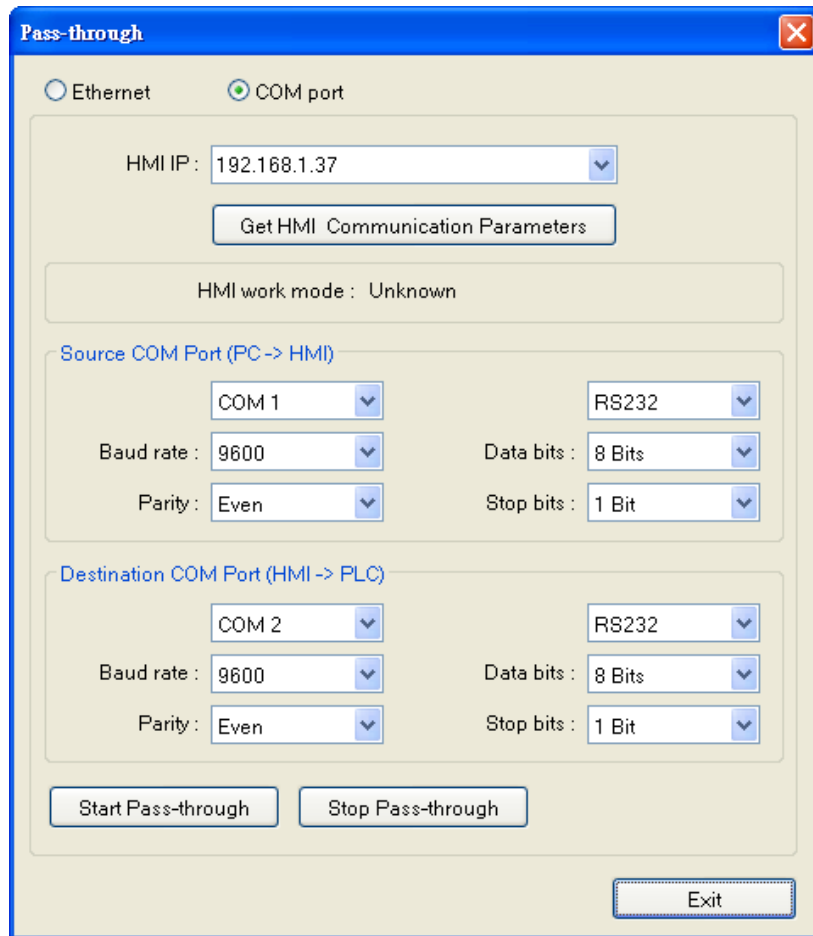 Pass-through
Ethernet COM port
HMI IP : 192.168.1.37
Get HMI Communication Parameters
HMI work mode : Unknown
Source COM Port (PC -> HMI)
COM 1 RS232
Baud rate : 9600 Data bits : 8 Bits
Parity : Even Stop bits : 1 Bit
Destination COM Port (HMI -> PLC)
COM 2 RS232
Baud rate : 9600 Data bits : 8 Bits
Parity : Even Stop bits : 1 Bit
Start Pass-through Stop Pass-through
Exit